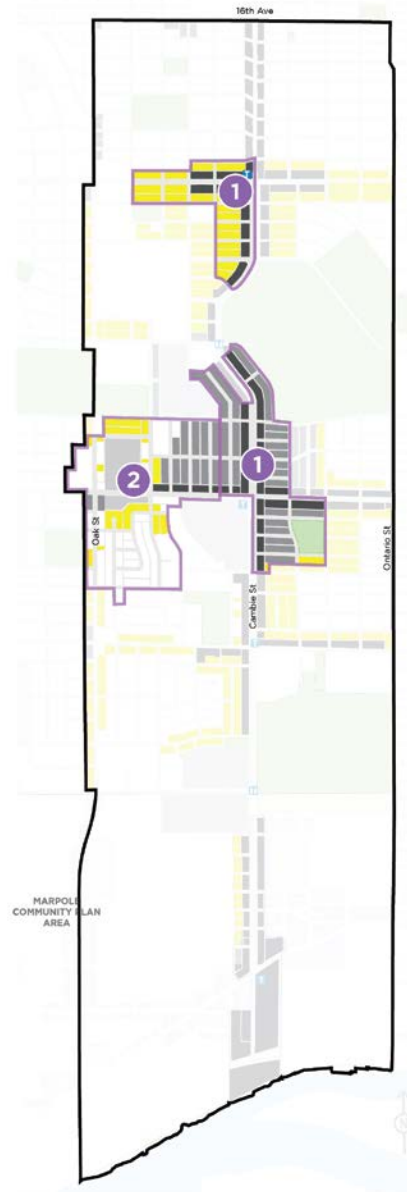 16th Ave
1
1
2
Oak St
Cambie St
Ontario St
MARPOLE
COMMUNITY PLAN
AREA
N